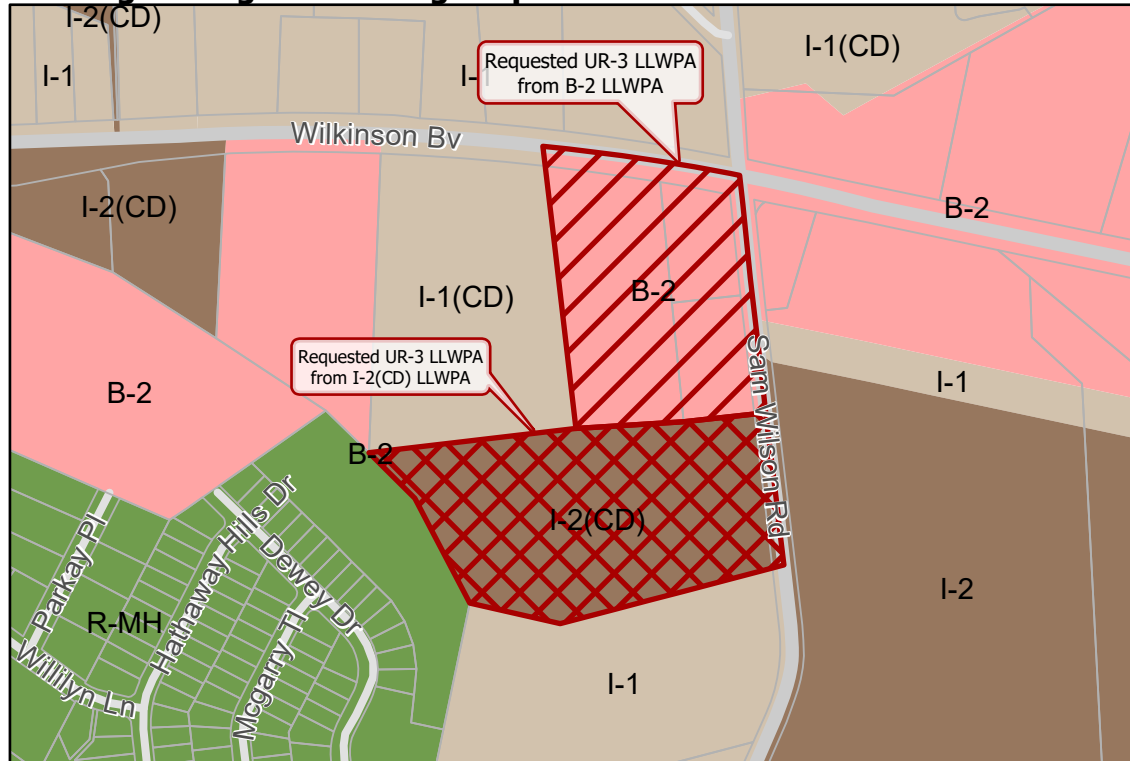 I-2(CD)
I-1
I-1
I-1(CD)
Requested UR-3 LLWPA
from B-2 LLWPA
Wilkinson Bv
I-2(CD)
B-2
I-1(CD)
B-2
Requested UR-3 LLWPA
from I-2(CD) LLWPA
Sam Wilson Rd
I-1
B-2
B-2
I-2(CD)
I-2
Parkay Pl
Hathaway Hills Dr
Dewey Dr
R-MH
Mcgarry Tl
Willilyn Ln
I-1